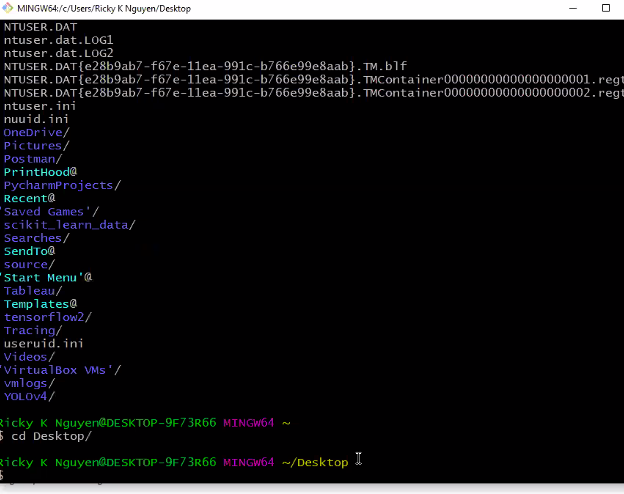 MINGW64:/c/Users/Ricky K Nguyen/Desktop
NTUSER.DAT
ntuser.dat.LOG1
ntuser.dat.LOG2
NTUSER.DAT{e28b9ab7-f67e-11ea-991c-b766e99e8aab}.TM.blf
NTUSER.DAT{e28b9ab7-f67e-11ea-991c-b766e99e8aab}.TMContainer00000000000000000001.regt
NTUSER.DAT{e28b9ab7-f67e-11ea-991c-b766e99e8aab}.TMContainer00000000000000000002.regt
ntuser.ini
nuuid.ini
OneDrive/
Pictures/
Postman/
PrintHood@
PycharmProjects/
Recent@
'Saved Games'/
scikit_learn_data/
Searches/
SendTo@
source/
'Start Menu'@
Tableau/
Templates@
tensorflow2/
Tracing/
useruid.ini
Videos/
'VirtualBox VMs'/
vmlogs/
YOLOv4/
Ricky K Nguyen@DESKTOP-9F73R66 MINGW64 ~
$ cd Desktop/
Ricky K Nguyen@DESKTOP-9F73R66 MINGW64 ~/Desktop
$